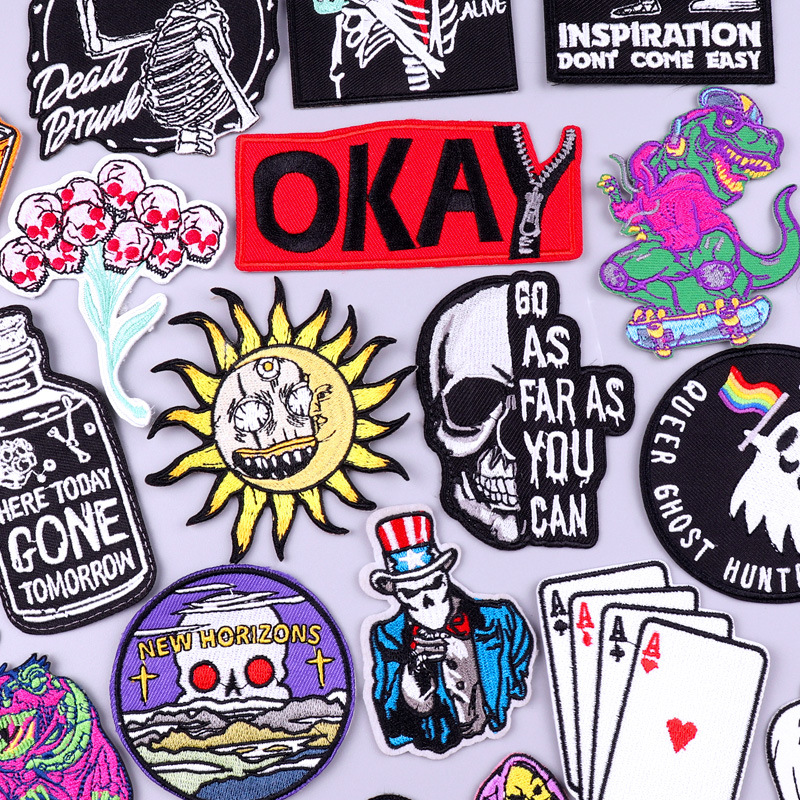 Dead
Drunk
ALIVE
INSPIRATION
DONT COME EASY
OKAY
GO
AS
FAR AS
YOU
CAN
QUEER GHOST HUNT
HERE TODAY
GONE
TOMORROW
NEW HORIZONS
A
A
A
A